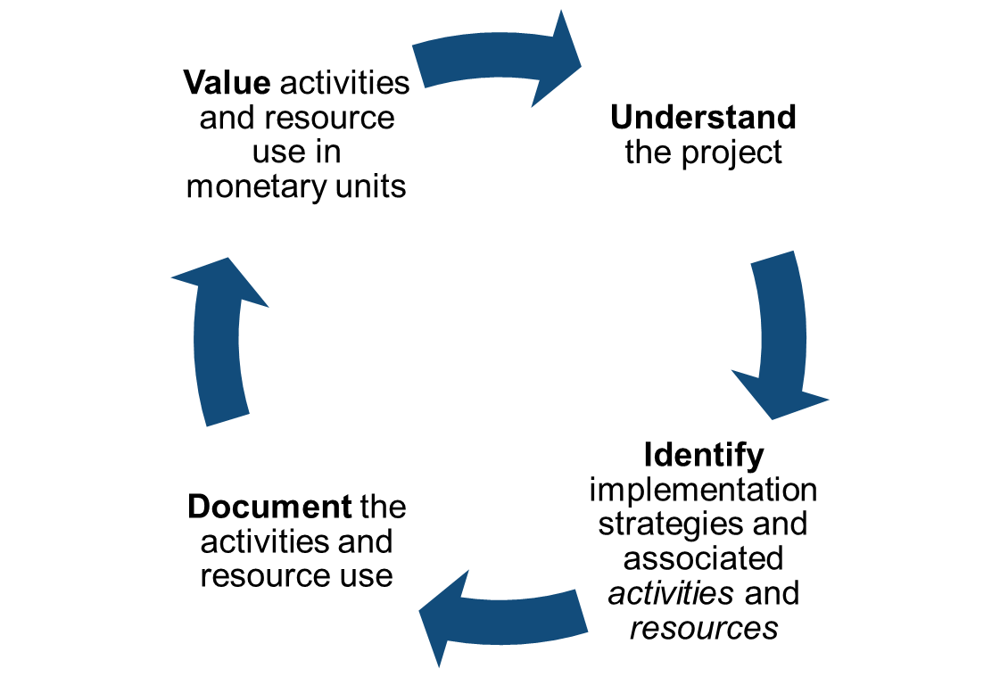 Value activities
and resource
use in
monetary units
Understand
the project
Identify
implementation
strategies and
associated
activities and
resources
Document the
activities and
resource use